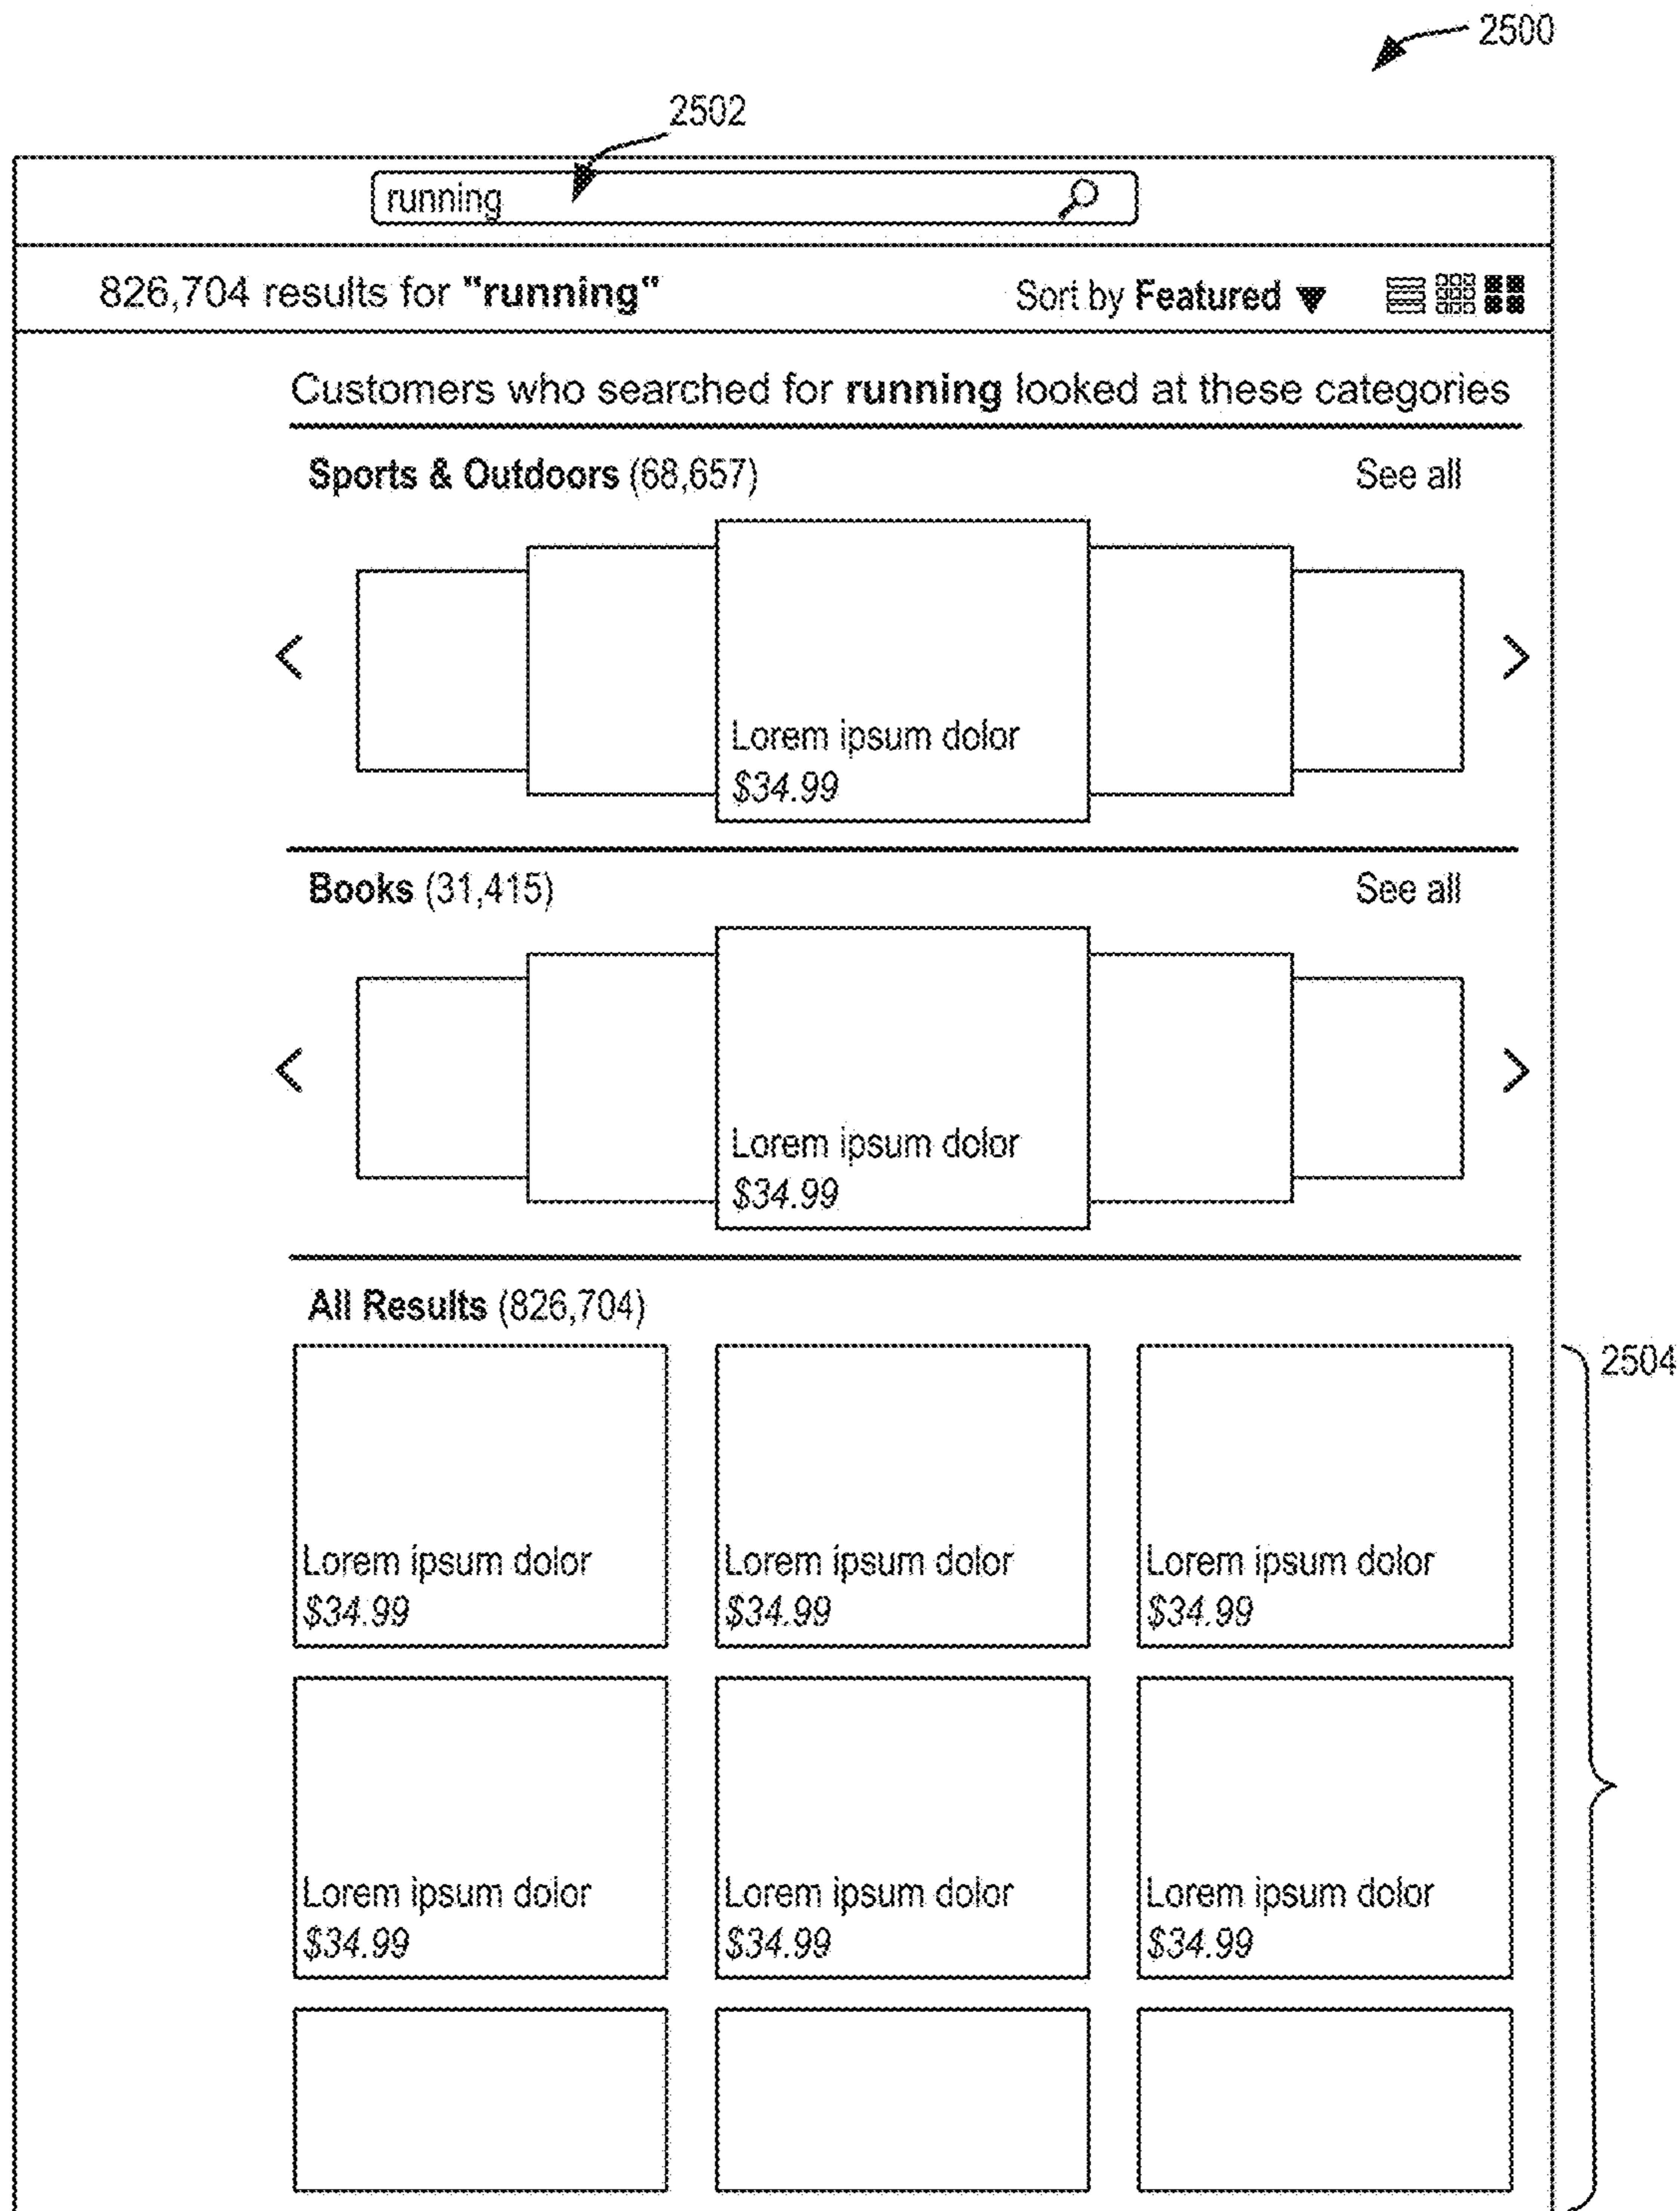 2500
2502
running
826,704 results for "running"
Sort by Featured ▼
Customers who searched for running looked at these categories
Sports & Outdoors (68,657) See all
< >
Lorem ipsum dolor
$34.99
Books (31,415) See all
< >
Lorem ipsum dolor
$34.99
All Results (826,704)
2504
Lorem ipsum dolor Lorem ipsum dolor Lorem ipsum dolor
$34.99 $34.99 $34.99
Lorem ipsum dolor Lorem ipsum dolor Lorem ipsum dolor
$34.99 $34.99 $34.99